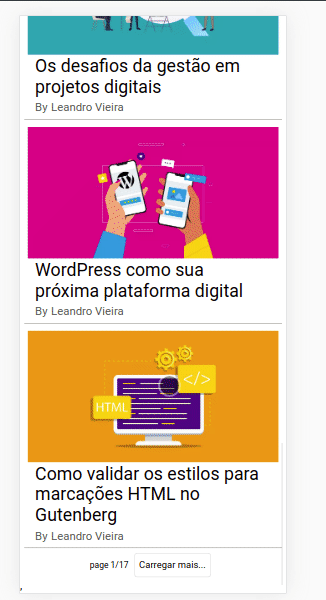 Os desafios da gestão em
projetos digitais
By Leandro Vieira
WordPress como sua
próxima plataforma digital
By Leandro Vieira
HTML
</>
Como validar os estilos para
marcações HTML no
Gutenberg
By Leandro Vieira
page 1/17 Carregar mais...